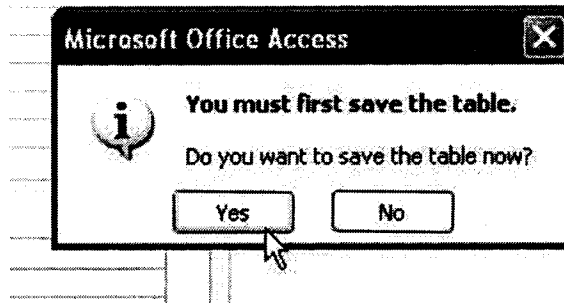 Microsoft Office Access
You must first save the table.
Do you want to save the table now?
Yes
No